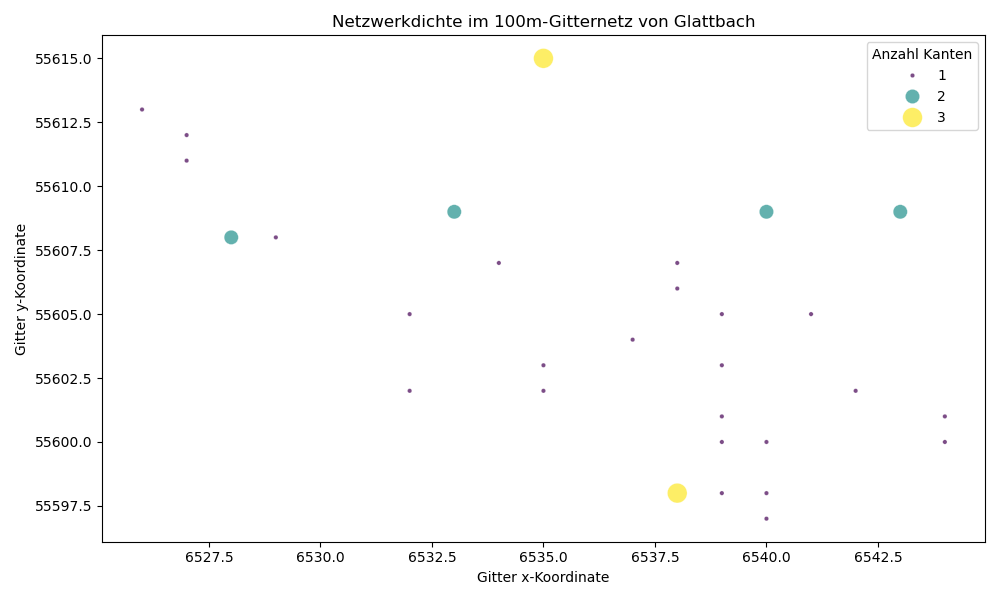 Netzwerkdichte im 100m-Gitternetz von Glattbach
Anzahl Kanten
1
2
3
Gitter y-Koordinate
55615.0
55612.5
55610.0
55607.5
55605.0
55602.5
55600.0
55597.5
6527.5 6530.0 6532.5 6535.0 6537.5 6540.0 6542.5
Gitter x-Koordinate